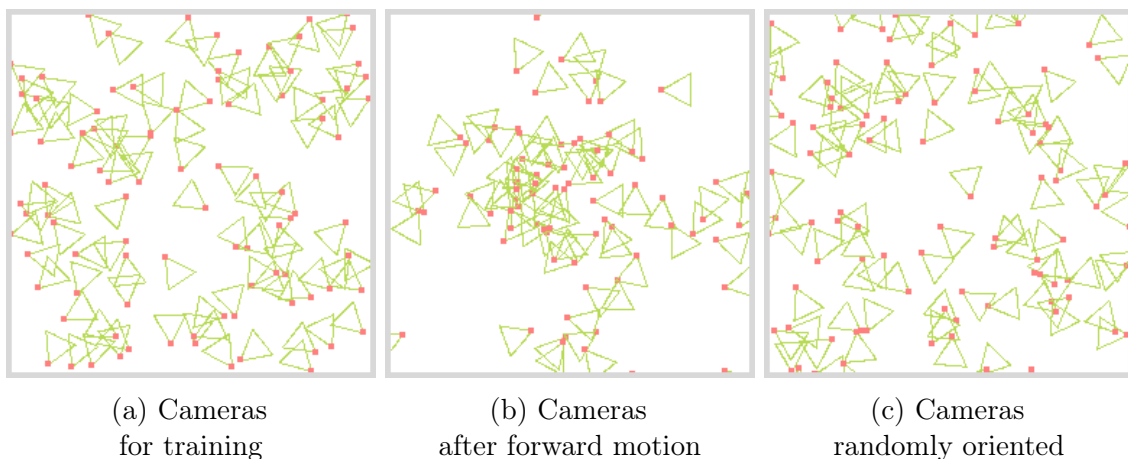 (a) Cameras
for training
(b) Cameras
after forward motion
(c) Cameras
randomly oriented